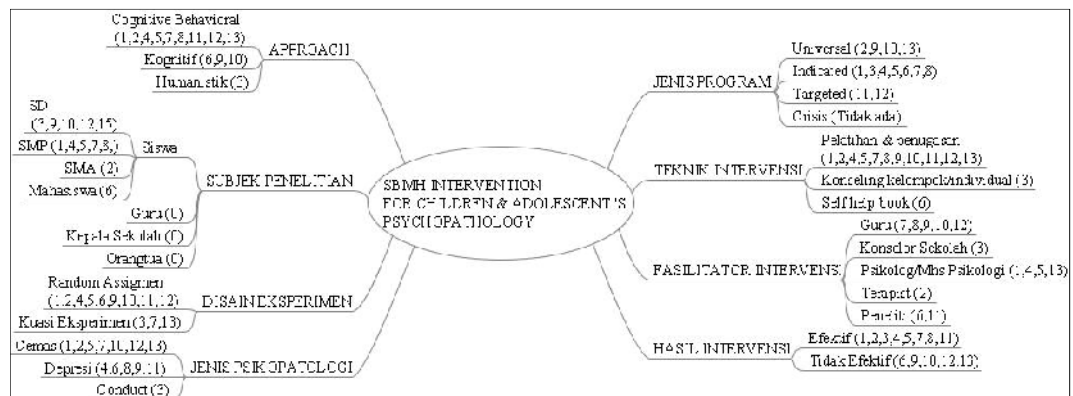 Cognitive Behavioral
(1,2,4,5,7,8,11,12,13)
Kognitif (6,9,10)
Humanistik (3)
APPROACH
SD
(3,9,10,12,13)
SMP (1,4,5,7,8,)
SMA (2)
Mahasiswa (6)
Siswa
Guru (0)
Kepala Sekolah (0)
Orangtua (0)
SUBJEK PENELITIAN
Random Assigmen
(1,2,4,5,6,9,10,11,12)
Kuasi Eksperimen (3,7,13)
DISAIN EKSPERIMEN
Cemas (1,2,5,7,10,12,13)
Depresi (4,6,8,9,11)
Conduct (3)
JENIS PSIKOPATOLOGI
SBMH INTERVENTION
FOR CHILDREN & ADOLESCENT'S
PSYCHOPATHOLOGY
JENIS PROGRAM
Universal (2,9,10,13)
Indicated (1,3,4,5,6,7,8)
Targeted (11,12)
Crisis (Tidak ada)
TEKNIK INTERVENSI
Pelatihan & penugasan
(1,2,4,5,7,8,9,10,11,12,13)
Konseling kelompok/individual (3)
Self help book (6)
FASILITATOR INTERVENSI
Guru (7,8,9,10,12)
Konselor Sekolah (3)
Psikolog/Mhs Psikologi (1,4,5,13)
(2)
Peneliti (6,11)
HASIL INTERVENSI
Efektif (1,2,3,4,5,7,8,11)
Tidak Efektif (6,9,10,12,13)